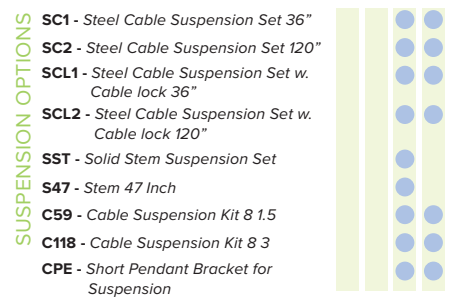 SUSPENSION OPTIONS
SC1 - Steel Cable Suspension Set 36”
SC2 - Steel Cable Suspension Set 120”
SCL1 - Steel Cable Suspension Set w.
Cable lock 36”
SCL2 - Steel Cable Suspension Set w.
Cable lock 120”
SST - Solid Stem Suspension Set
S47 - Stem 47 Inch
C59 - Cable Suspension Kit 8 1.5
C118 - Cable Suspension Kit 8 3
CPE - Short Pendant Bracket for
Suspension